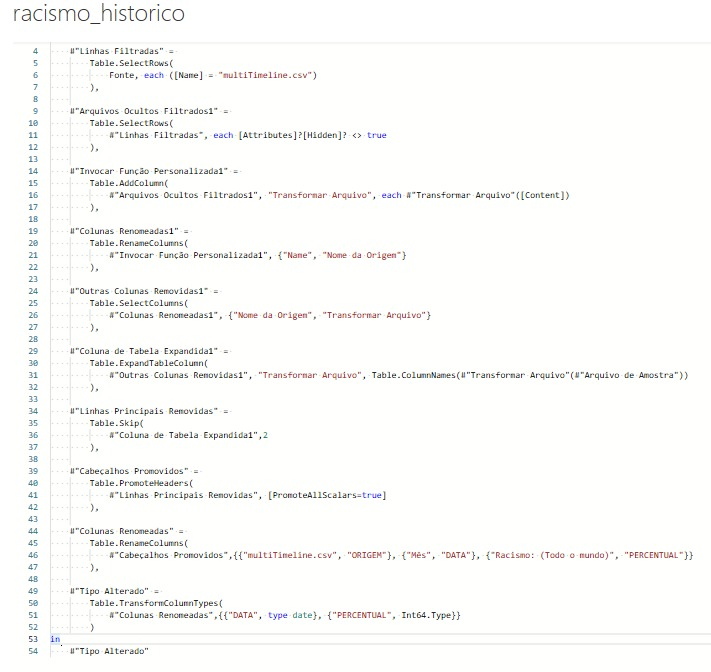 racismo_historico
4 #"Linhas Filtradas" =
5 Table.SelectRows(
6 Fonte, each ([Name] = "multiTimeline.csv")
7 ),
8
9 #"Arquivos Ocultos Filtrados1" =
10 Table.SelectRows(
11 #"Linhas Filtradas", each [Attributes]?[Hidden]? <> true
12 ),
13
14 #"Invocar Função Personalizada1" =
15 Table.AddColumn(
16 #"Arquivos Ocultos Filtrados1", "Transformar Arquivo", each #"Transformar Arquivo"([Content])
17 ),
18
19 #"Colunas Renomeadas1" =
20 Table.RenameColumns(
21 #"Invocar Função Personalizada1", {"Name", "Nome da Origem"}
22 ),
23
24 #"Outras Colunas Removidas1" =
25 Table.SelectColumns(
26 #"Colunas Renomeadas1", {"Nome da Origem", "Transformar Arquivo"}
27 ),
28
29 #"Coluna de Tabela Expandida1" =
30 Table.ExpandTableColumn(
31 #"Outras Colunas Removidas1", "Transformar Arquivo", Table.ColumnNames(#"Transformar Arquivo"(#"Arquivo de Amostra"))
32 ),
33
34 #"Linhas Principais Removidas" =
35 Table.Skip(
36 #"Coluna de Tabela Expandida1",2
37 ),
38
39 #"Cabeçalhos Promovidos" =
40 Table.PromoteHeaders(
41 #"Linhas Principais Removidas", [PromoteAllScalars=true]
42 ),
43
44 #"Colunas Renomeadas" =
45 Table.RenameColumns(
46 #"Cabeçalhos Promovidos",{{"multiTimeline.csv", "ORIGEM"}, {"Mês", "DATA"}, {"Racismo: (Todo o mundo)", "PERCENTUAL"}}
47 ),
48
49 #"Tipo Alterado" =
50 Table.TransformColumnTypes(
51 #"Colunas Renomeadas",{{"DATA", type date}, {"PERCENTUAL", Int64.Type}}
52 )
53 in
54 #"Tipo Alterado"